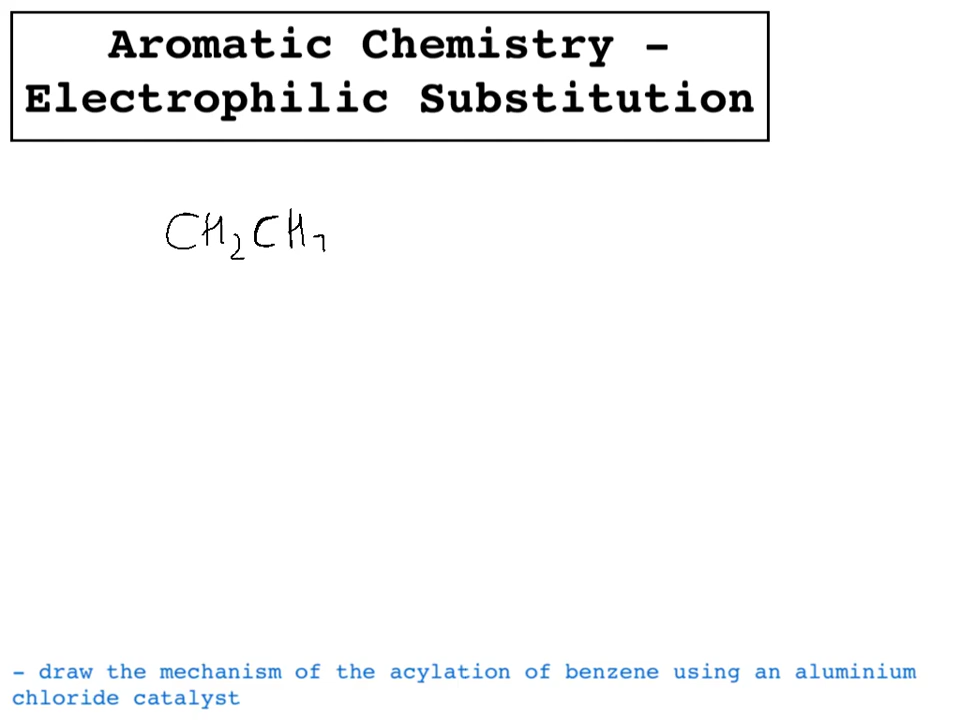 Aromatic Chemistry –
Electrophilic Substitution
CH₂CH
– draw the mechanism of the acylation of benzene using an aluminium
chloride catalyst